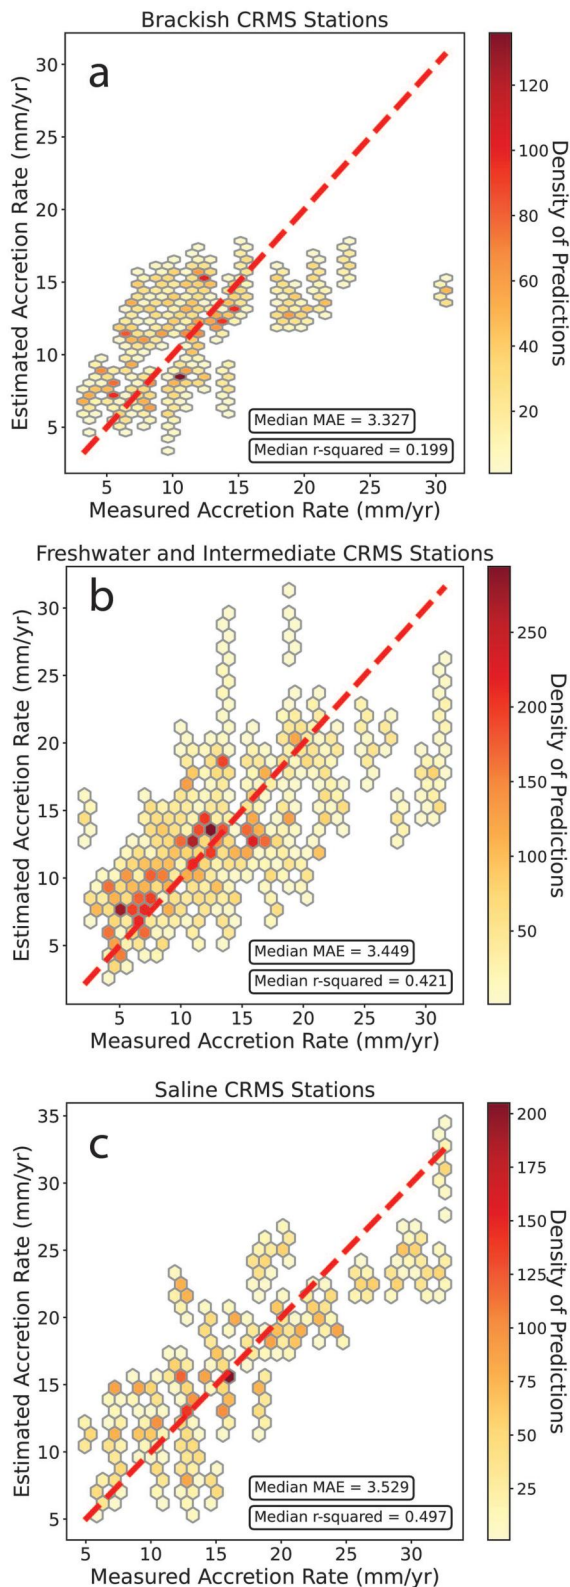 Brackish CRMS Stations
a
30
25
20
15
10
5
Estimated Accretion Rate (mm/yr)
Median MAE = 3.327
Median r-squared = 0.199
5 10 15 20 25 30
Measured Accretion Rate (mm/yr)
120
100
80
60
40
20
Density of Predictions
Freshwater and Intermediate CRMS Stations
b
30
25
20
15
10
5
Estimated Accretion Rate (mm/yr)
Median MAE = 3.449
Median r-squared = 0.421
5 10 15 20 25 30
Measured Accretion Rate (mm/yr)
250
200
150
100
50
Density of Predictions
Saline CRMS Stations
c
35
30
25
20
15
10
5
Estimated Accretion Rate (mm/yr)
Median MAE = 3.529
Median r-squared = 0.497
5 10 15 20 25 30
Measured Accretion Rate (mm/yr)
200
175
150
125
100
75
50
25
Density of Predictions